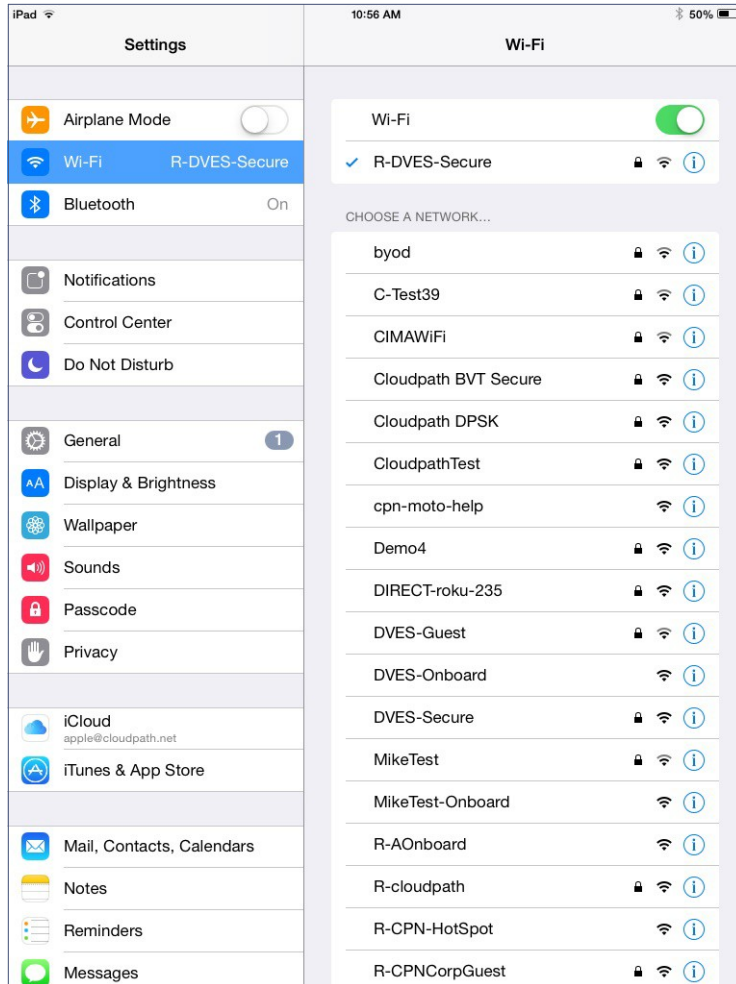 iPad 10:56 AM 50%
Settings
Wi-Fi
Airplane Mode
Wi-Fi R-DVES-Secure
Bluetooth On
Notifications
Control Center
Do Not Disturb
General 1
AA Display & Brightness
Wallpaper
Sounds
Passcode
Privacy
iCloud
apple@cloudpath.net
iTunes & App Store
Mail, Contacts, Calendars
Notes
Reminders
Messages
Wi-Fi
R-DVES-Secure
CHOOSE A NETWORK...
byod
C-Test39
CIMAWiFi
Cloudpath BVT Secure
Cloudpath DPSK
CloudpathTest
cpn-moto-help
Demo4
DIRECT-roku-235
DVES-Guest
DVES-Onboard
DVES-Secure
MikeTest
MikeTest-Onboard
R-AOnboard
R-cloudpath
R-CPN-HotSpot
R-CPNCorpGuest